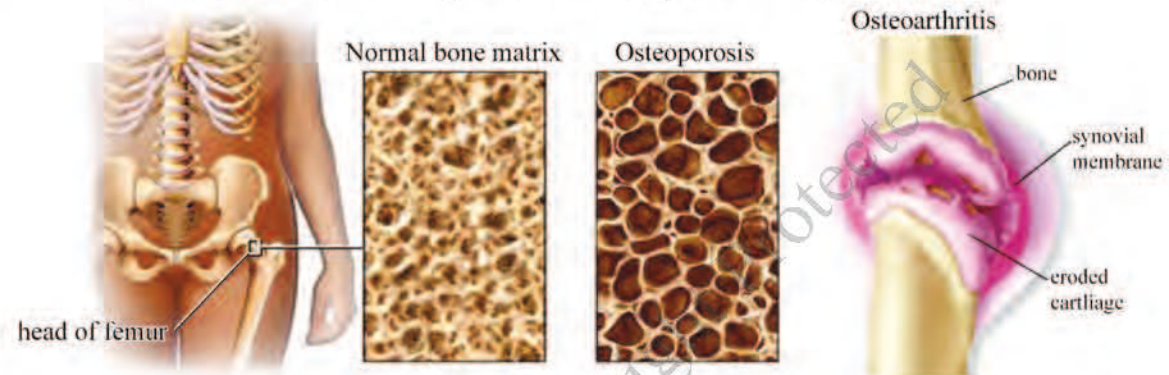 Osteoarthritis
Normal bone matrix
Osteoporosis
bone
synovial
membrane
eroded
cartliage
head of femur